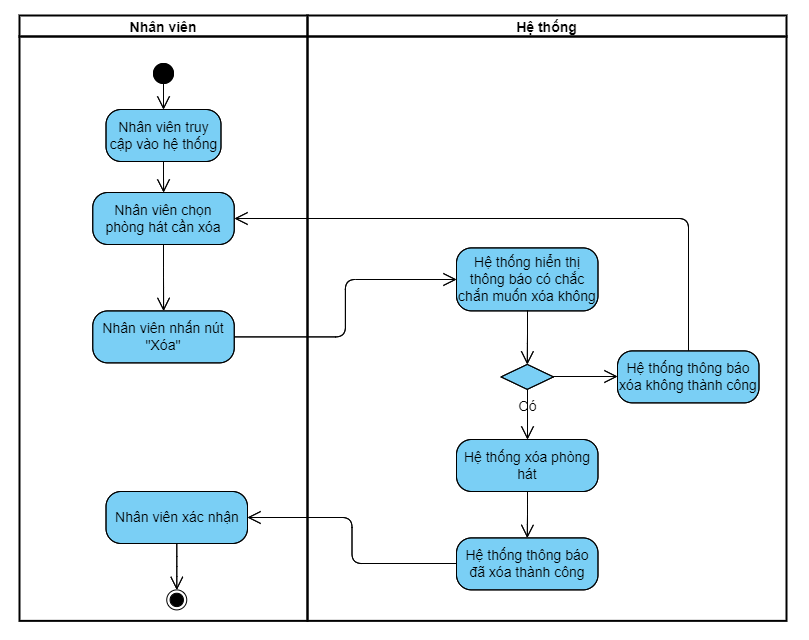 Nhân viên
Hệ thống
Nhân viên truy
cập vào hệ thống
Nhân viên chọn
phòng hát cần xóa
Nhân viên nhấn nút
"Xóa"
Hệ thống hiển thị
thông báo có chắc
chắn muốn xóa không
Hệ thống thông báo
xóa không thành công
Có
Hệ thống xóa phòng
hát
Hệ thống thông báo
đã xóa thành công
Nhân viên xác nhận